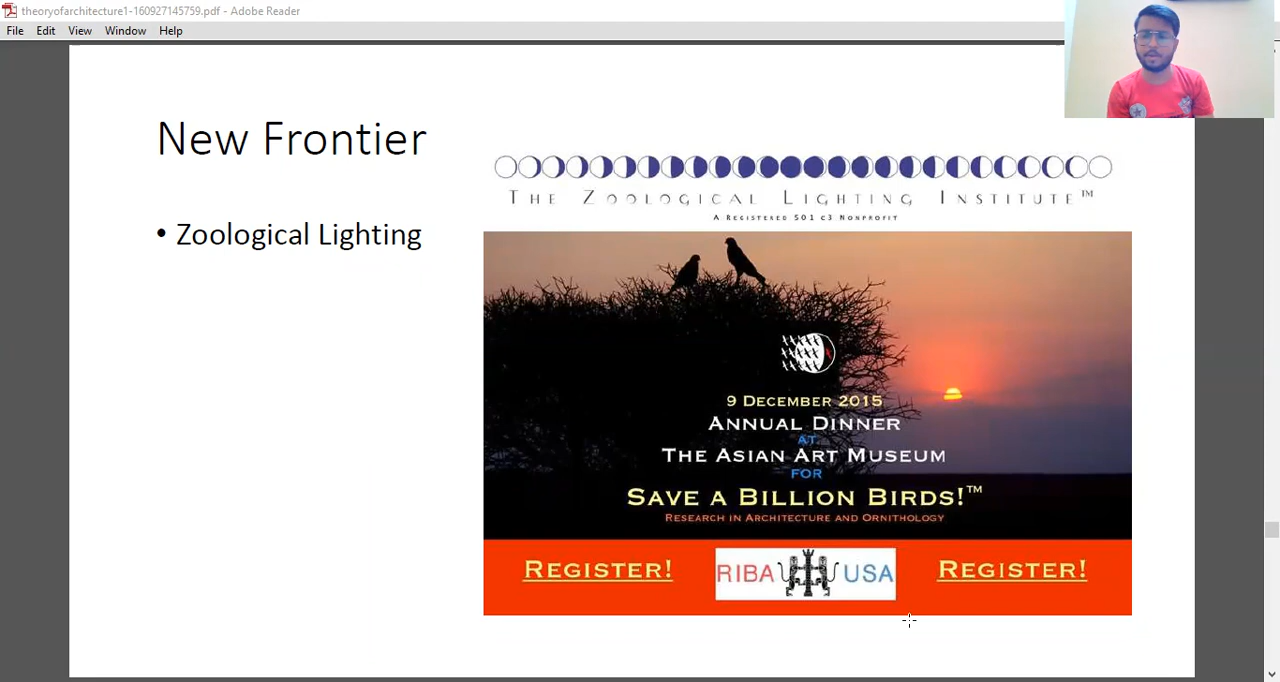 theoryofarchitecture1-160927145759.pdf - Adobe Reader
File Edit View Window Help
New Frontier
• Zoological Lighting
THE ZOOLOGICAL LIGHTING INSTITUTE™
A REGISTERED 501 C3 NONPROFIT
9 DECEMBER 2015
ANNUAL DINNER
AT
THE ASIAN ART MUSEUM
FOR
SAVE A BILLION BIRDS!™
RESEARCH IN ARCHITECTURE AND ORNITHOLOGY
REGISTER! RIBA USA REGISTER!